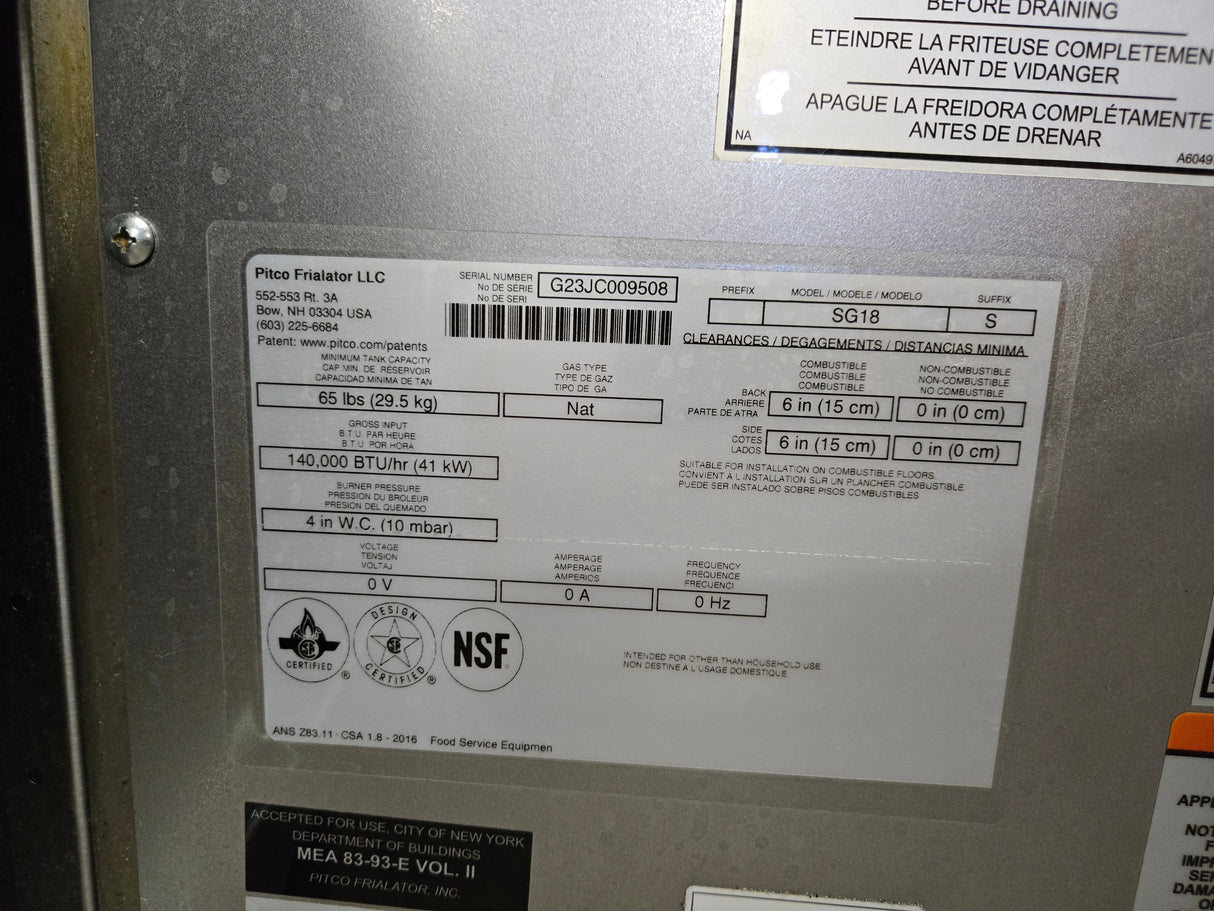 BEFORE DRAINING
ETEINDRE LA FRITEUSE COMPLETEMEN
AVANT DE VIDANGER
APAGUE LA FREIDORA COMPLÉTAMENTE
ANTES DE DRENAR
NA
A6049
Pitco Frialator LLC
552-553 Rt. 3A
Bow, NH 03304 USA
(603) 225-6684
Patent: www.pitco.com/patents
SERIAL NUMBER
No DE SÉRIE
No DE SERI
G23JC009508
PREFIX
MODEL / MODELE / MODELO
SUFFIX
SG18
S
CLEARANCES / DEGAGEMENTS / DISTANCIAS MINIMA
MINIMUM TANK CAPACITY
CAP MIN. DE RÉSERVOIR
CAPACIDAD MINIMA DE TAN
65 lbs (29.5 kg)
GAS TYPE
TYPE DE GAZ
TIPO DE GA
Nat
COMBUSTIBLE
COMBUSTIBLE
COMBUSTIBLE
NON-COMBUSTIBLE
NON-COMBUSTIBLE
NO COMBUSTIBLE
BACK
ARRIERE
PARTE DE ATRA
6 in (15 cm)
0 in (0 cm)
SIDE
COTES
LADOS
6 in (15 cm)
0 in (0 cm)
GROSS INPUT
B.T.U. PAR HEURE
B.T.U. POR HORA
140,000 BTU/hr (41 kW)
SUITABLE FOR INSTALLATION ON COMBUSTIBLE FLOORS.
CONVIENT À L INSTALLATION SUR UN PLANCHER COMBUSTIBLE
PUEDE SER INSTALADO SOBRE PISOS COMBUSTIBLES
BURNER PRESSURE
PRESSION DU BROLEUR
PRESION DEL QUEMADO
4 in W.C. (10 mbar)
VOLTAGE
TENSION
VOLTAJ
0 V
AMPERAGE
AMPERAGE
AMPERIOS
0 A
FREQUENCY
FREQUENCE
FRECUENCI
0 Hz
CERTIFIED
DESIGN
CERTIFIED
NSF
INTENDED FOR OTHER THAN HOUSEHOLD USE
NON DESTINÉ À L'USAGE DOMESTIQUE
ANS Z83.11 · CSA 1.8 - 2016 Food Service Equipmen
ACCEPTED FOR USE, CITY OF NEW YORK
DEPARTMENT OF BUILDINGS
MEA 83-93-E VOL. II
PITCO FRIALATOR, INC.
APPL
NOT
F
IMPR
SER
DAMA